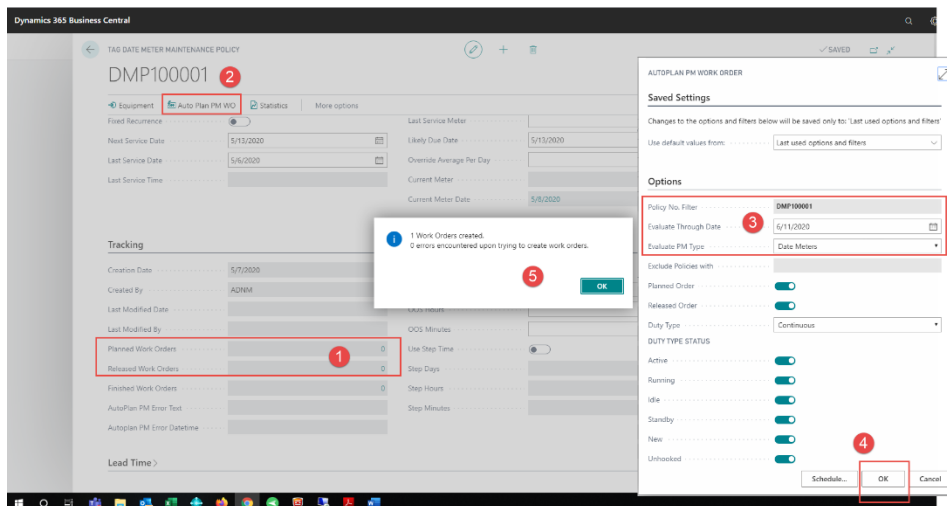 Dynamics 365 Business Central
TAG DATE METER MAINTENANCE POLICY
SAVED
DMP100001
2
Equipment Auto Plan PM WO Statistics More options
Fixed Recurrence
Next Service Date 5/13/2020
Last Service Date 5/6/2020
Last Service Time
Last Service Meter
Likely Due Date 5/13/2020
Override Average Per Day
Current Meter
Current Meter Date 5/8/2020
Tracking
Creation Date 5/7/2020
Created By ADNM
Last Modified Date
Last Modified By
Planned Work Orders 0
1
Released Work Orders 0
Finished Work Orders 0
AutoPlan PM Error Text
Autoplan PM Error Datetime
OOS Hours
OOS Minutes
Use Step Time
Step Days
Step Hours
Step Minutes
Lead Time >
i
1 Work Orders created.
0 errors encountered upon trying to create work orders.
5
OK
AUTOPLAN PM WORK ORDER
Saved Settings
Changes to the options and filters below will be saved only to: 'Last used options and filters'
Use default values from: Last used options and filters
Options
Policy No. Filter DMP100001
3
Evaluate Through Date 6/11/2020
Evaluate PM Type Date Meters
Exclude Policies with
Planned Order
Released Order
Duty Type Continuous
DUTY TYPE STATUS
Active
Running
Idle
Standby
New
4
Unhooked
Schedule... OK Cancel